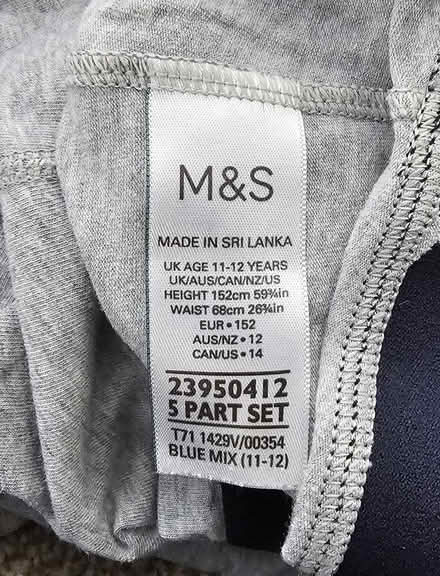 M&S
MADE IN SRI LANKA
UK AGE 11-12 YEARS
UK/AUS/CAN/NZ/US
HEIGHT 152cm 59¾in
WAIST 68cm 26¾in
EUR • 152
AUS/NZ • 12
CAN/US • 14
23950412
5 PART SET
T71 1429V/00354
BLUE MIX (11-12)